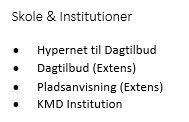 Skole & Institutioner
• Hypernet til Dagtilbud
• Dagtilbud (Extens)
• Pladsanvisning (Extens)
• KMD Institution